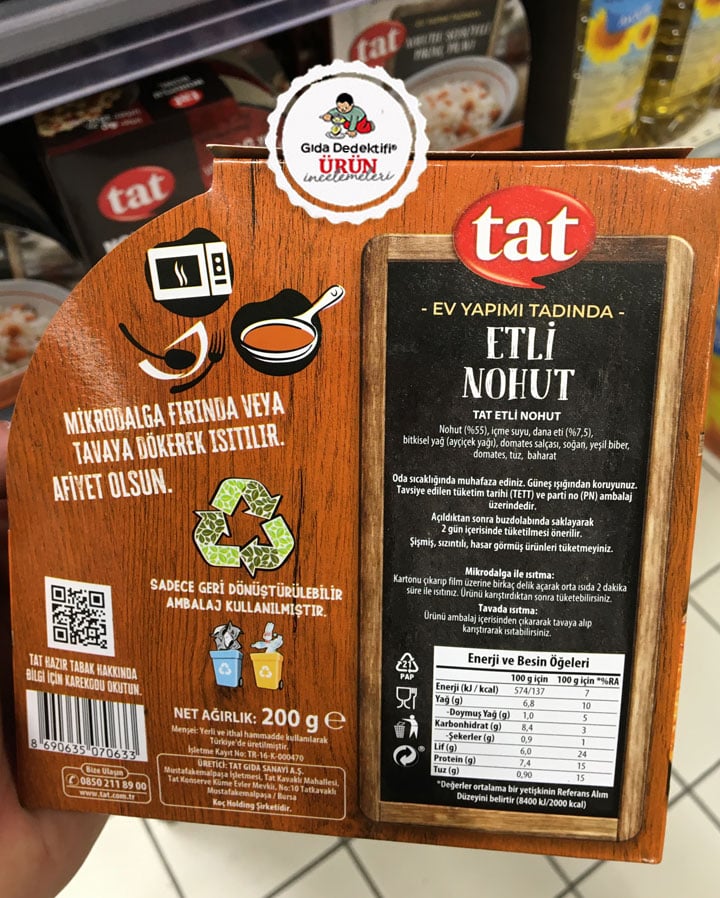 tat
EV YAPIMI TADINDA
tat
tat
Gıda Dedektifi®
ÜRÜN
incelemeleri
tat
- EV YAPIMI TADINDA -
ETLİ
NOHUT
TAT ETLİ NOHUT
Nohut (%55), içme suyu, dana eti (%7,5),
bitkisel yağ (ayçiçek yağı), domates salçası, soğan, yeşil biber,
domates, tuz, baharat
Oda sıcaklığında muhafaza ediniz. Güneş ışığından koruyunuz.
Tavsiye edilen tüketim tarihi (TETT) ve parti no (PN) ambalaj
üzerindedir.
Açıldıktan sonra buzdolabında saklayarak
2 gün içerisinde tüketilmesi önerilir.
Şişmiş, sızıntılı, hasar görmüş ürünleri tüketmeyiniz.
Mikrodalga ile ısıtma:
Kartonu çıkarıp film üzerine birkaç delik açarak orta ısıda 2 dakika
süre ile ısıtınız. Ürünü karıştırdıktan sonra tüketebilirsiniz.
Tavada ısıtma:
Ürünü ambalaj içerisinden çıkararak tavaya alıp
karıştırarak ısıtabilirsiniz.
MİKRODALGA FIRINDA VEYA
TAVAYA DÖKEREK ISITILIR.
AFİYET OLSUN.
SADECE GERİ DÖNÜŞTÜRÜLEBİLİR
AMBALAJ KULLANILMIŞTIR.
TAT HAZIR TABAK HAKKINDA
BİLGİ İÇİN KAREKODU OKUTUN.
8 690635 070633
Bize Ulaşın
0850 211 89 00
www.tat.com.tr
NET AĞIRLIK: 200 g e
Menşei: Yerli ve ithal hammadde kullanılarak
Türkiye'de üretilmiştir.
İşletme Kayıt No: TR-16-K-000470
ÜRETİCİ: TAT GIDA SANAYİ A.Ş.
Mustafakemalpaşa İşletmesi, Tat Kavaklı Mahallesi,
Tat Konserve Küme Evler Mevkii, No:10 Tatkavaklı
Mustafakemalpaşa / Bursa
Koç Holding Şirketidir.
21
PAP
Enerji ve Besin Öğeleri
100 g için 100 g için *%RA
Enerji (kJ / kcal) 574/137 7
Yağ (g) 6,8 10
-Doymuş Yağ (g) 1,0 5
Karbonhidrat (g) 8,4 3
-Şekerler (g) 0,9 1
Lif (g) 6,0 24
Protein (g) 7,4 15
Tuz (g) 0,90 15
*Değerler ortalama bir yetişkinin Referans Alım
Düzeyini belirtir (8400 kJ/2000 kcal)